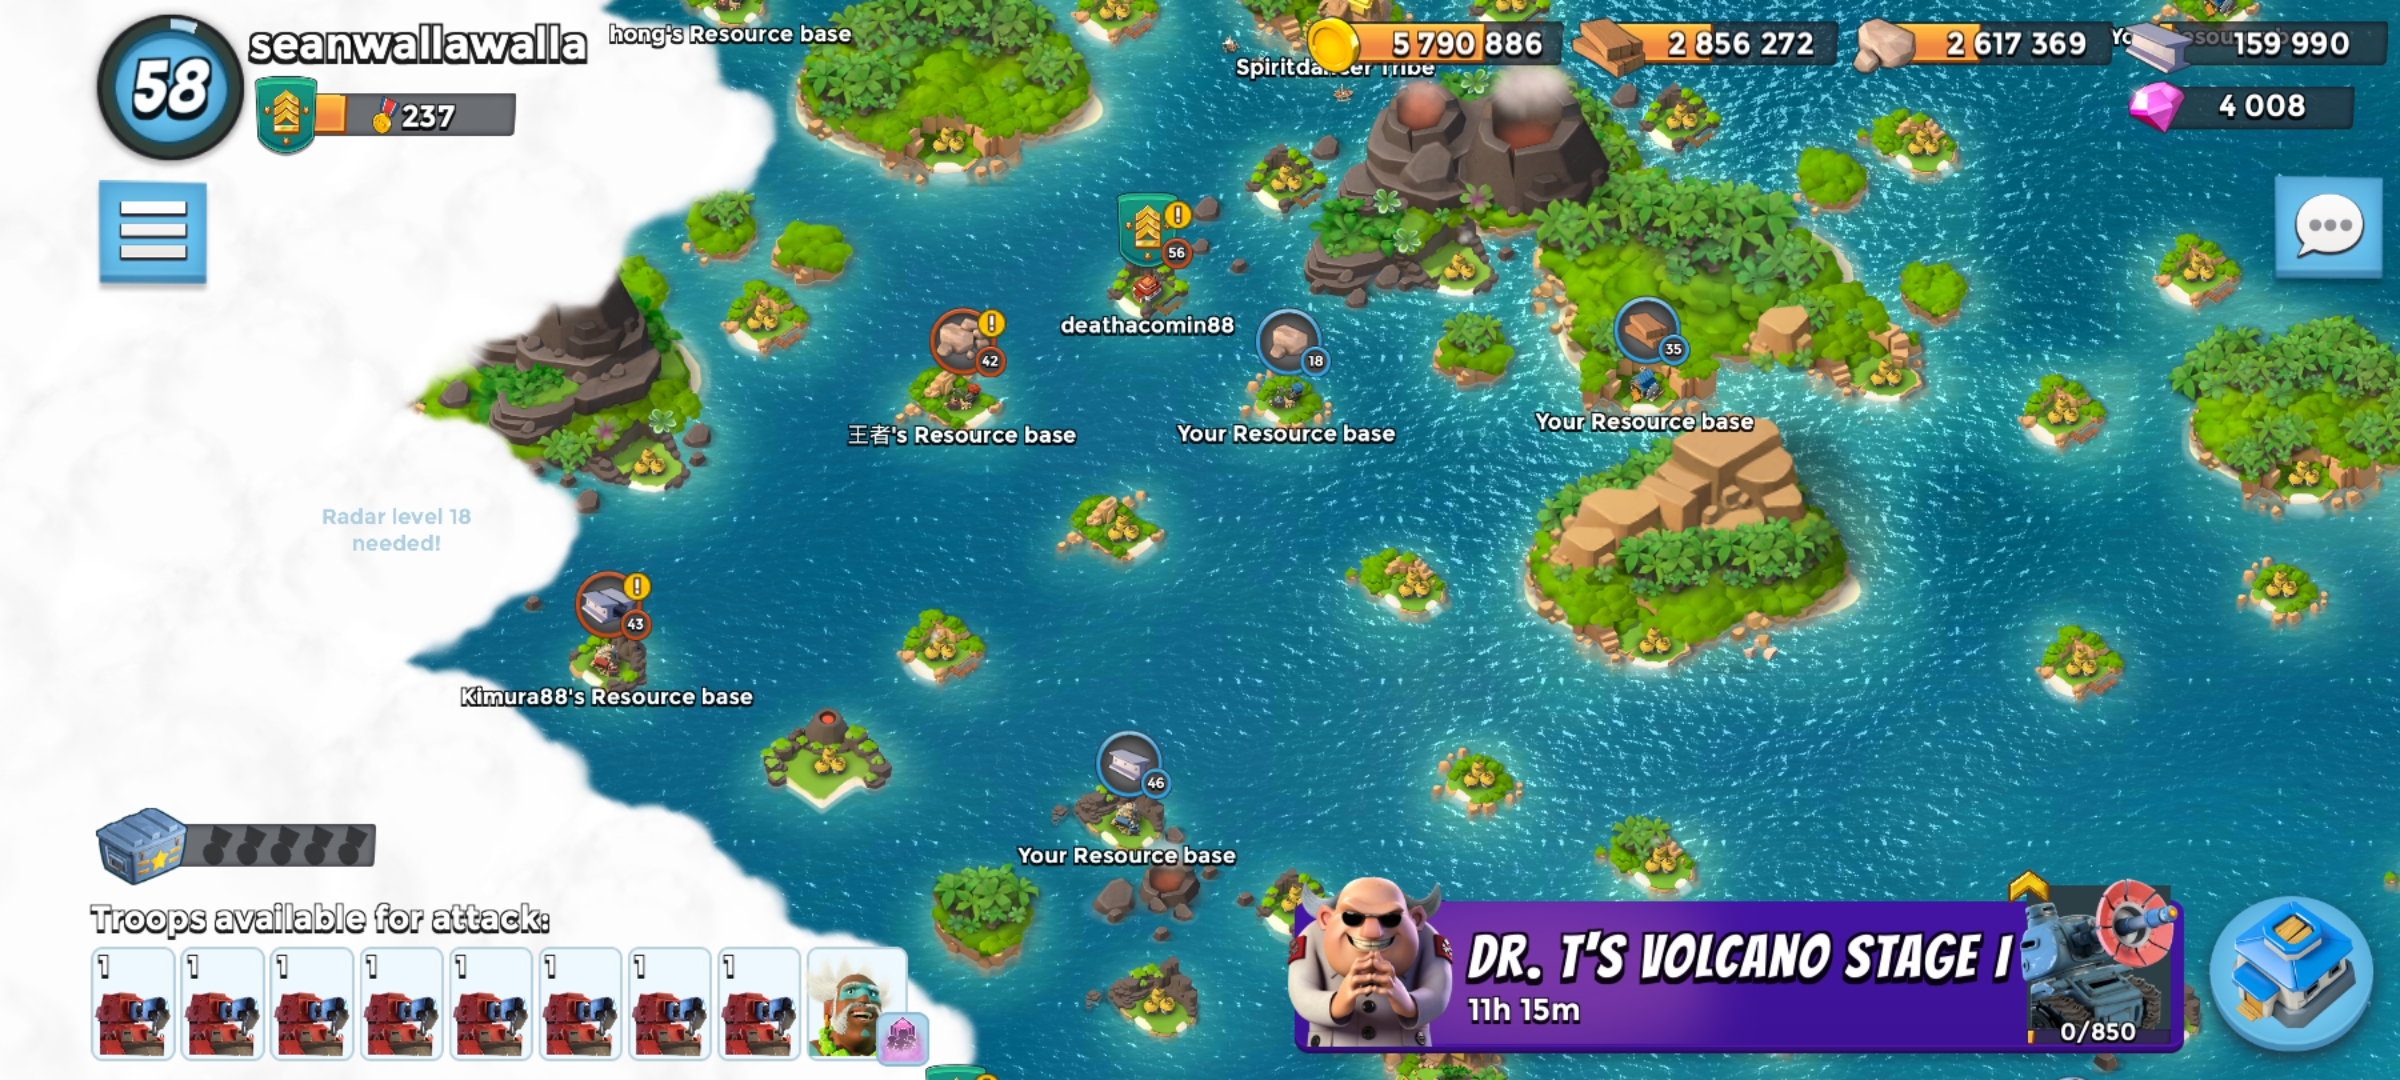 58
seanwallawalla
237
hong's Resource base
Spiritdancer Tribe
5 790 886
2 856 272
2 617 369
159 990
4 008
56
deathacomin88
42
王者's Resource base
18
Your Resource base
35
Your Resource base
Radar level 18
needed!
43
Kimura88's Resource base
46
Your Resource base
Troops available for attack:
1
1
1
1
1
1
1
1
DR. T'S VOLCANO STAGE I
11h 15m
0/850